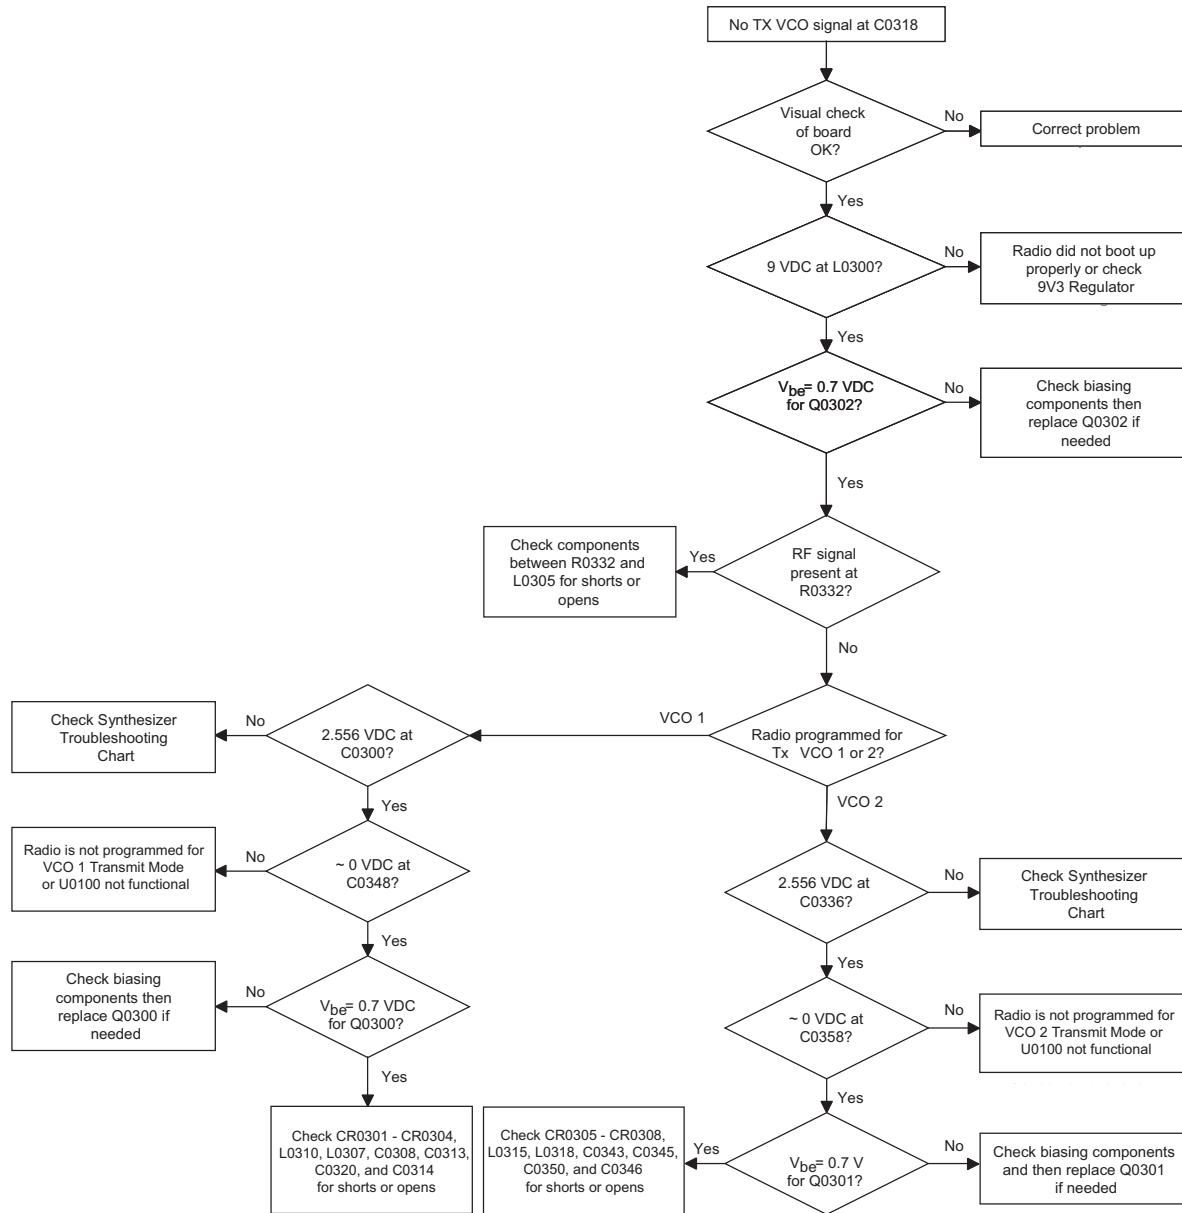 No TX VCO signal at C0318
Visual check
of board
OK?
No
Correct problem
Yes
9 VDC at L0300?
No
Radio did not boot up
properly or check
9V3 Regulator
Yes
Vbe= 0.7 VDC
for Q0302?
No
Check biasing
components then
replace Q0302 if
needed
Yes
RF signal
present at
R0332?
Yes
Check components
between R0332 and
L0305 for shorts or
opens
No
Radio programmed for
Tx VCO 1 or 2?
VCO 1
2.556 VDC at
C0300?
No
Check Synthesizer
Troubleshooting
Chart
Yes
~ 0 VDC at
C0348?
No
Radio is not programmed for
VCO 1 Transmit Mode
or U0100 not functional
Yes
Vbe= 0.7 VDC
for Q0300?
No
Check biasing
components then
replace Q0300 if
needed
Yes
Check CR0301 - CR0304,
L0310, L0307, C0308, C0313,
C0320, and C0314
for shorts or opens
VCO 2
2.556 VDC at
C0336?
No
Check Synthesizer
Troubleshooting
Chart
Yes
~ 0 VDC at
C0358?
No
Radio is not programmed for
VCO 2 Transmit Mode or
U0100 not functional
Yes
Vbe= 0.7 V
for Q0301?
No
Check biasing components
and then replace Q0301
if needed
Yes
Check CR0305 - CR0308,
L0315, L0318, C0343, C0345,
C0350, and C0346
for shorts or opens